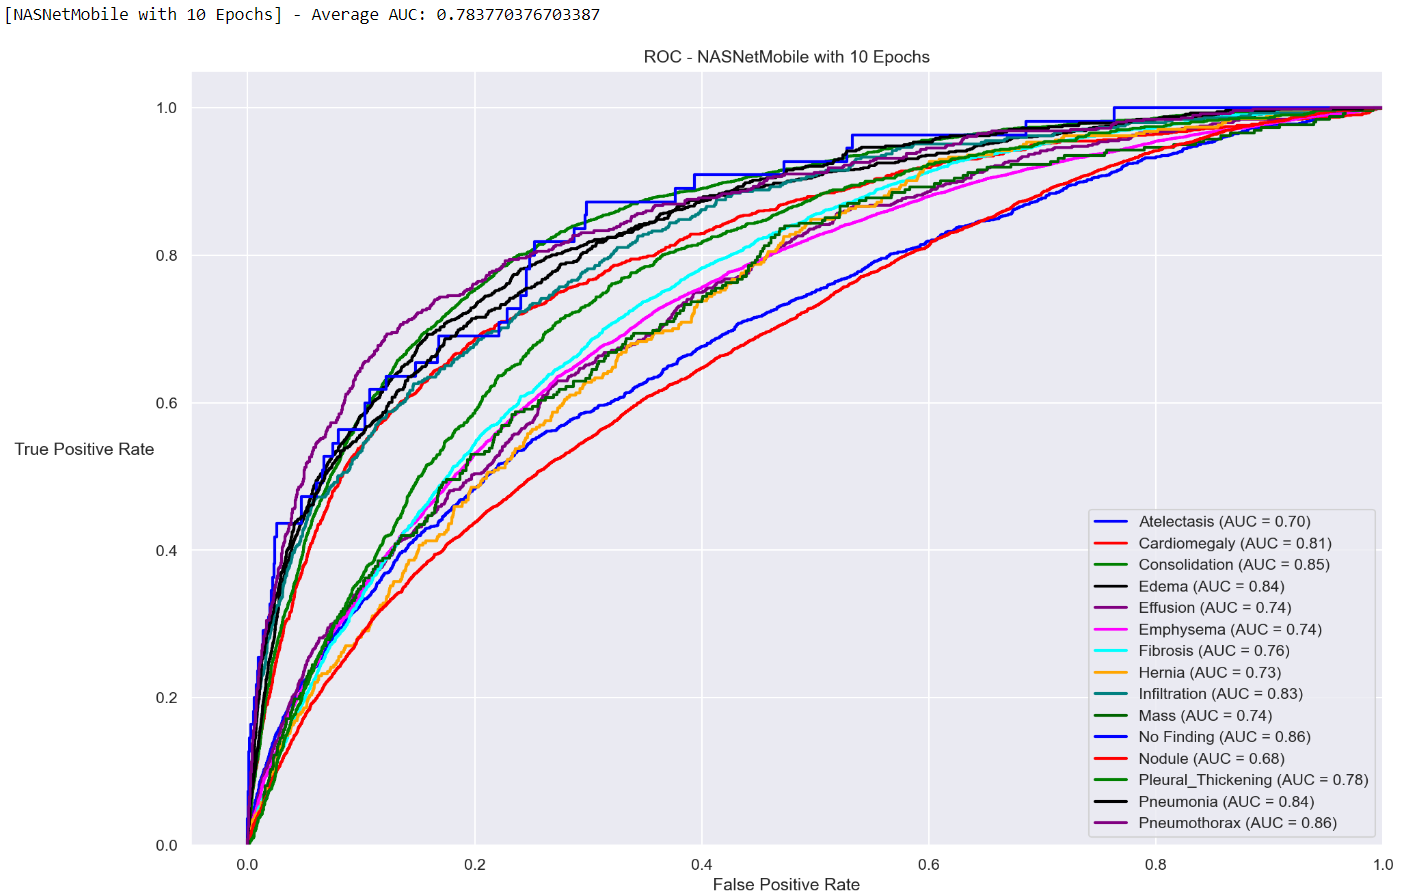 [NASNetMobile with 10 Epochs] - Average AUC: 0.783770376703387
ROC - NASNetMobile with 10 Epochs
1.0
0.8
0.6
True Positive Rate
0.4
0.2
0.0
Atelectasis (AUC = 0.70)
Cardiomegaly (AUC = 0.81)
Consolidation (AUC = 0.85)
Edema (AUC = 0.84)
Effusion (AUC = 0.74)
Emphysema (AUC = 0.74)
Fibrosis (AUC = 0.76)
Hernia (AUC = 0.73)
Infiltration (AUC = 0.83)
Mass (AUC = 0.74)
No Finding (AUC = 0.86)
Nodule (AUC = 0.68)
Pleural_Thickening (AUC = 0.78)
Pneumonia (AUC = 0.84)
Pneumothorax (AUC = 0.86)
0.0 0.2 0.4 0.6 0.8 1.0
False Positive Rate